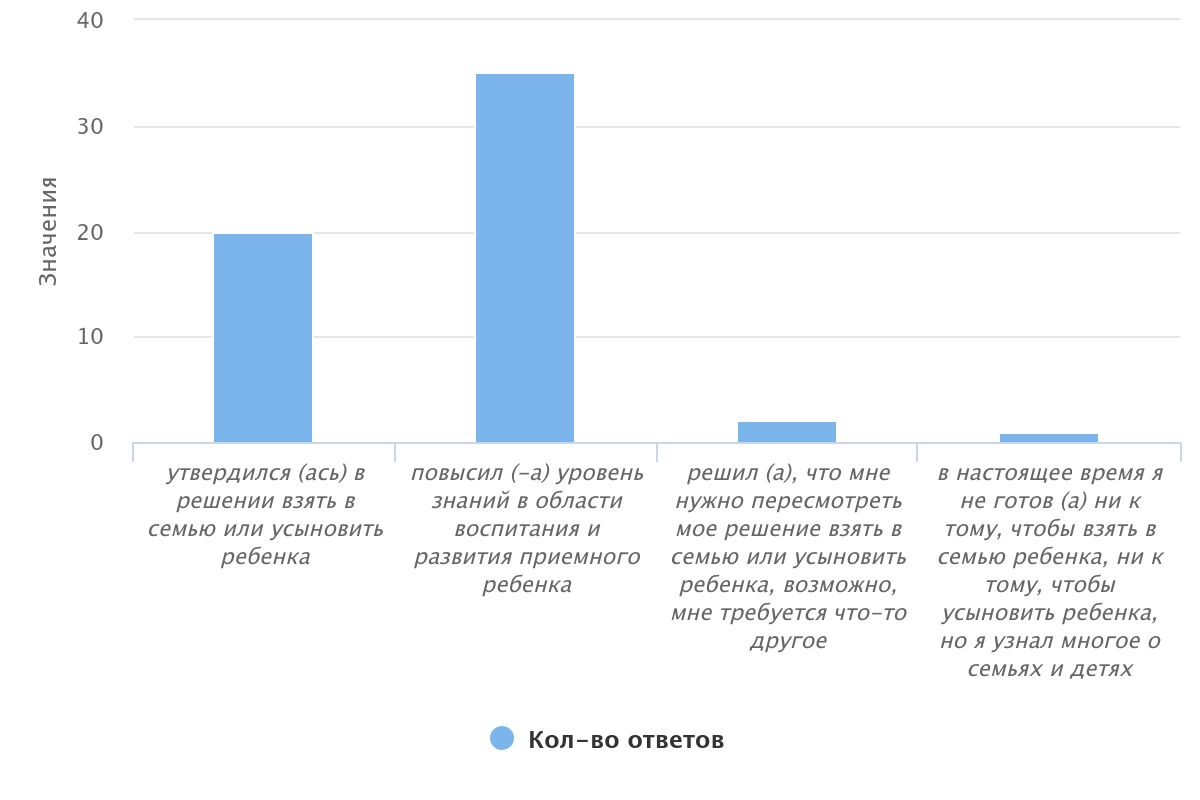 40
30
20
10
0
Значения
утвердился (ась) в
решении взять в
семью или усыновить
ребенка
повысил (-а) уровень
знаний в области
воспитания и
развития приемного
ребенка
решил (а), что мне
нужно пересмотреть
мое решение взять в
семью или усыновить
ребенка, возможно,
мне требуется что-то
другое
в настоящее время я
не готов (а) ни к
тому, чтобы взять в
семью ребенка, ни к
тому, чтобы
усыновить ребенка,
но я узнал многое о
семьях и детях
Кол-во ответов